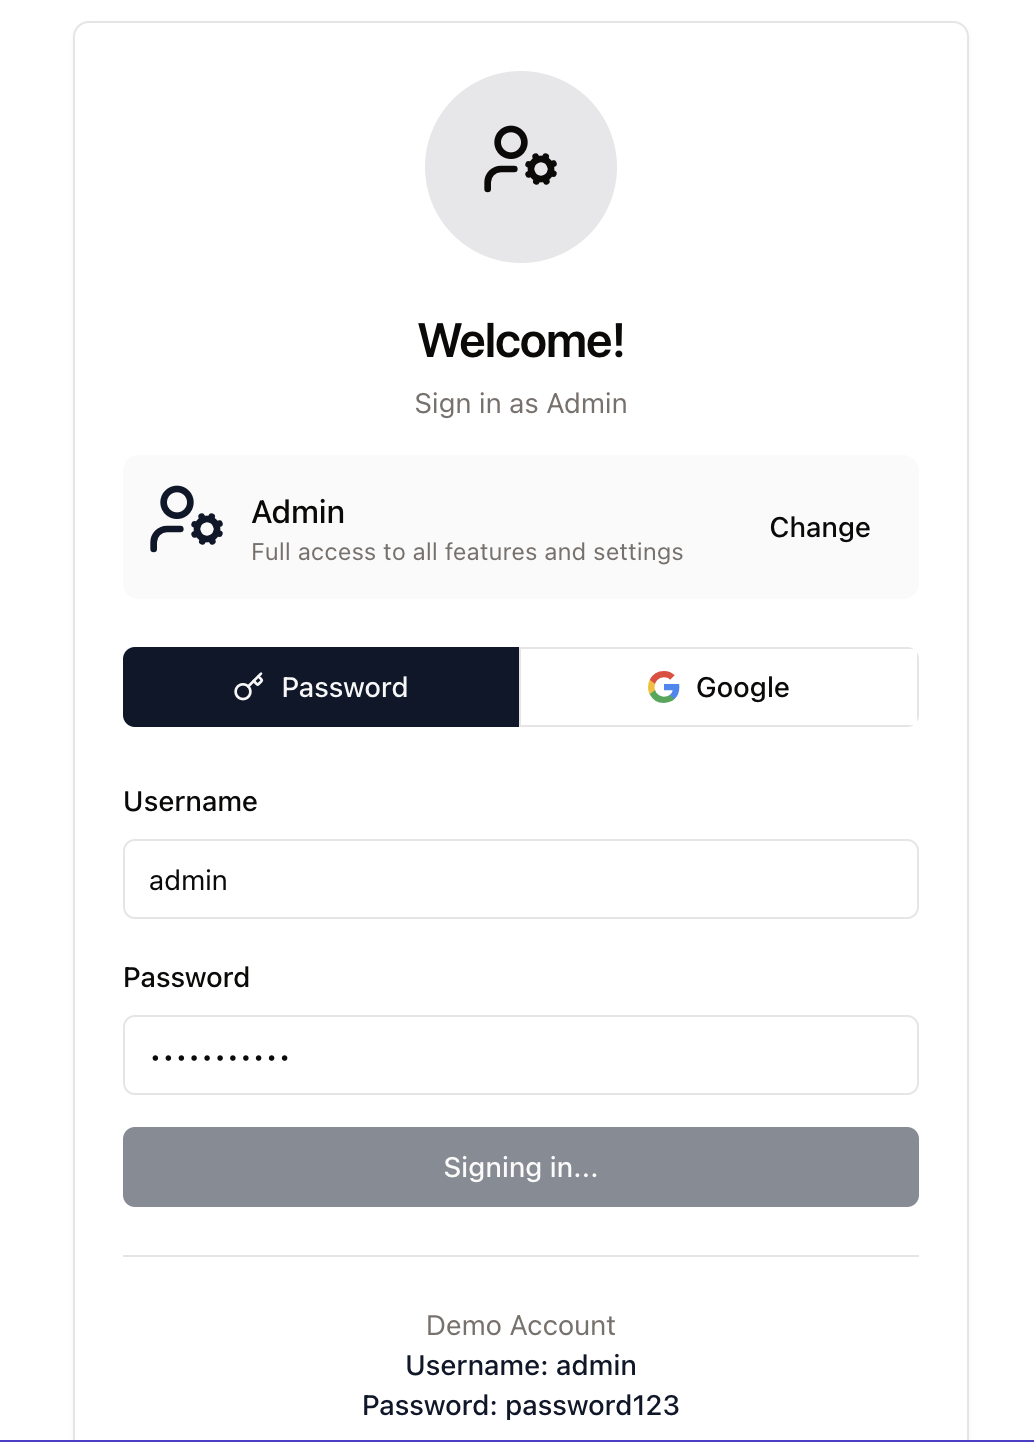 Welcome!
Sign in as Admin
Admin
Full access to all features and settings
Change
Password
Google
Username
admin
Password
•••••••••••
Signing in...
Demo Account
Username: admin
Password: password123